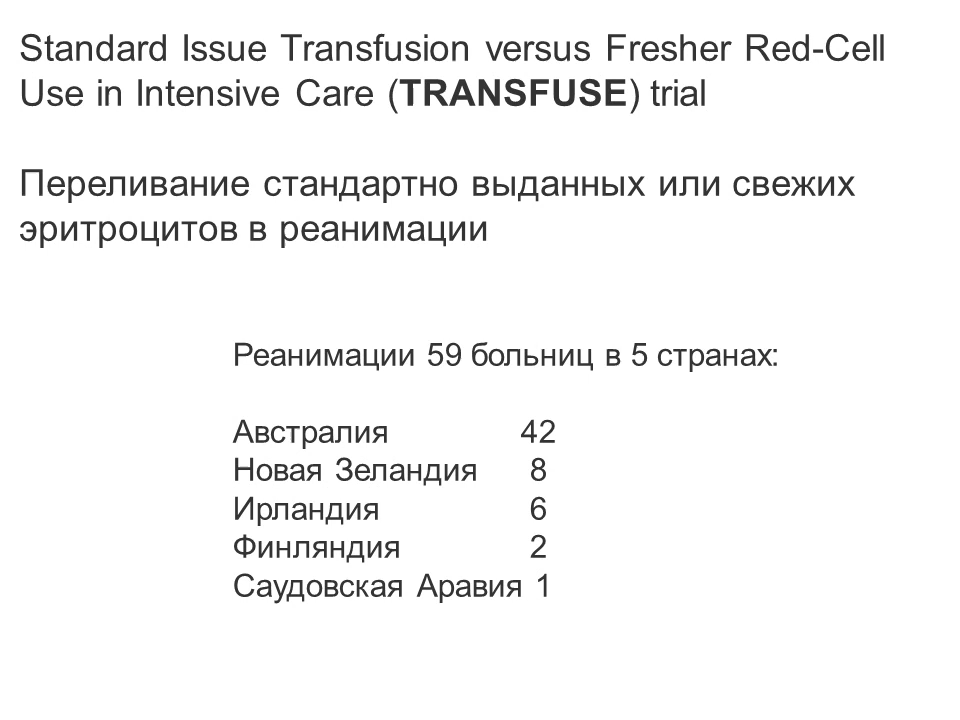 Standard Issue Transfusion versus Fresher Red-Cell
Use in Intensive Care (TRANSFUSE) trial
Переливание стандартно выданных или свежих
эритроцитов в реанимации
Реанимации 59 больниц в 5 странах:
Австралия 42
Новая Зеландия 8
Ирландия 6
Финляндия 2
Саудовская Аравия 1